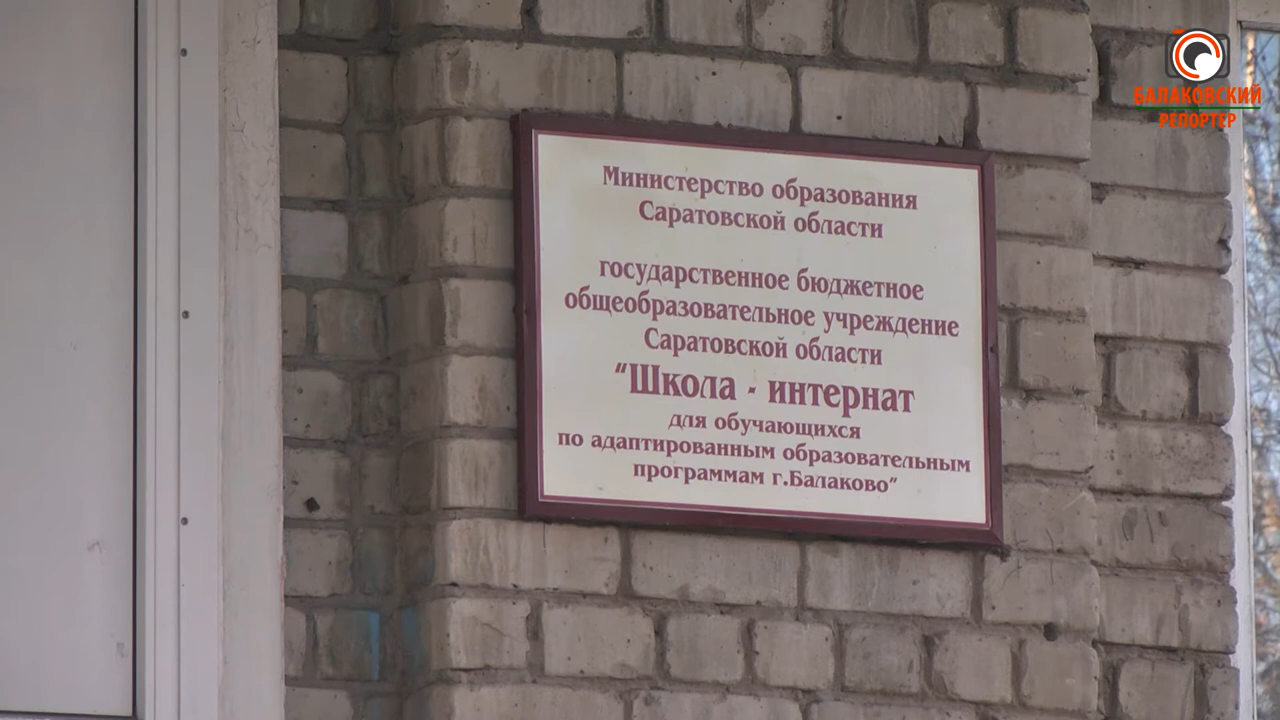 БАЛАКОВСКИЙ
РЕПОРТЕР
Министерство образования
Саратовской области
государственное бюджетное
общеобразовательное учреждение
Саратовской области
"Школа - интернат
для обучающихся
по адаптированным образовательным
программам г.Балаково"